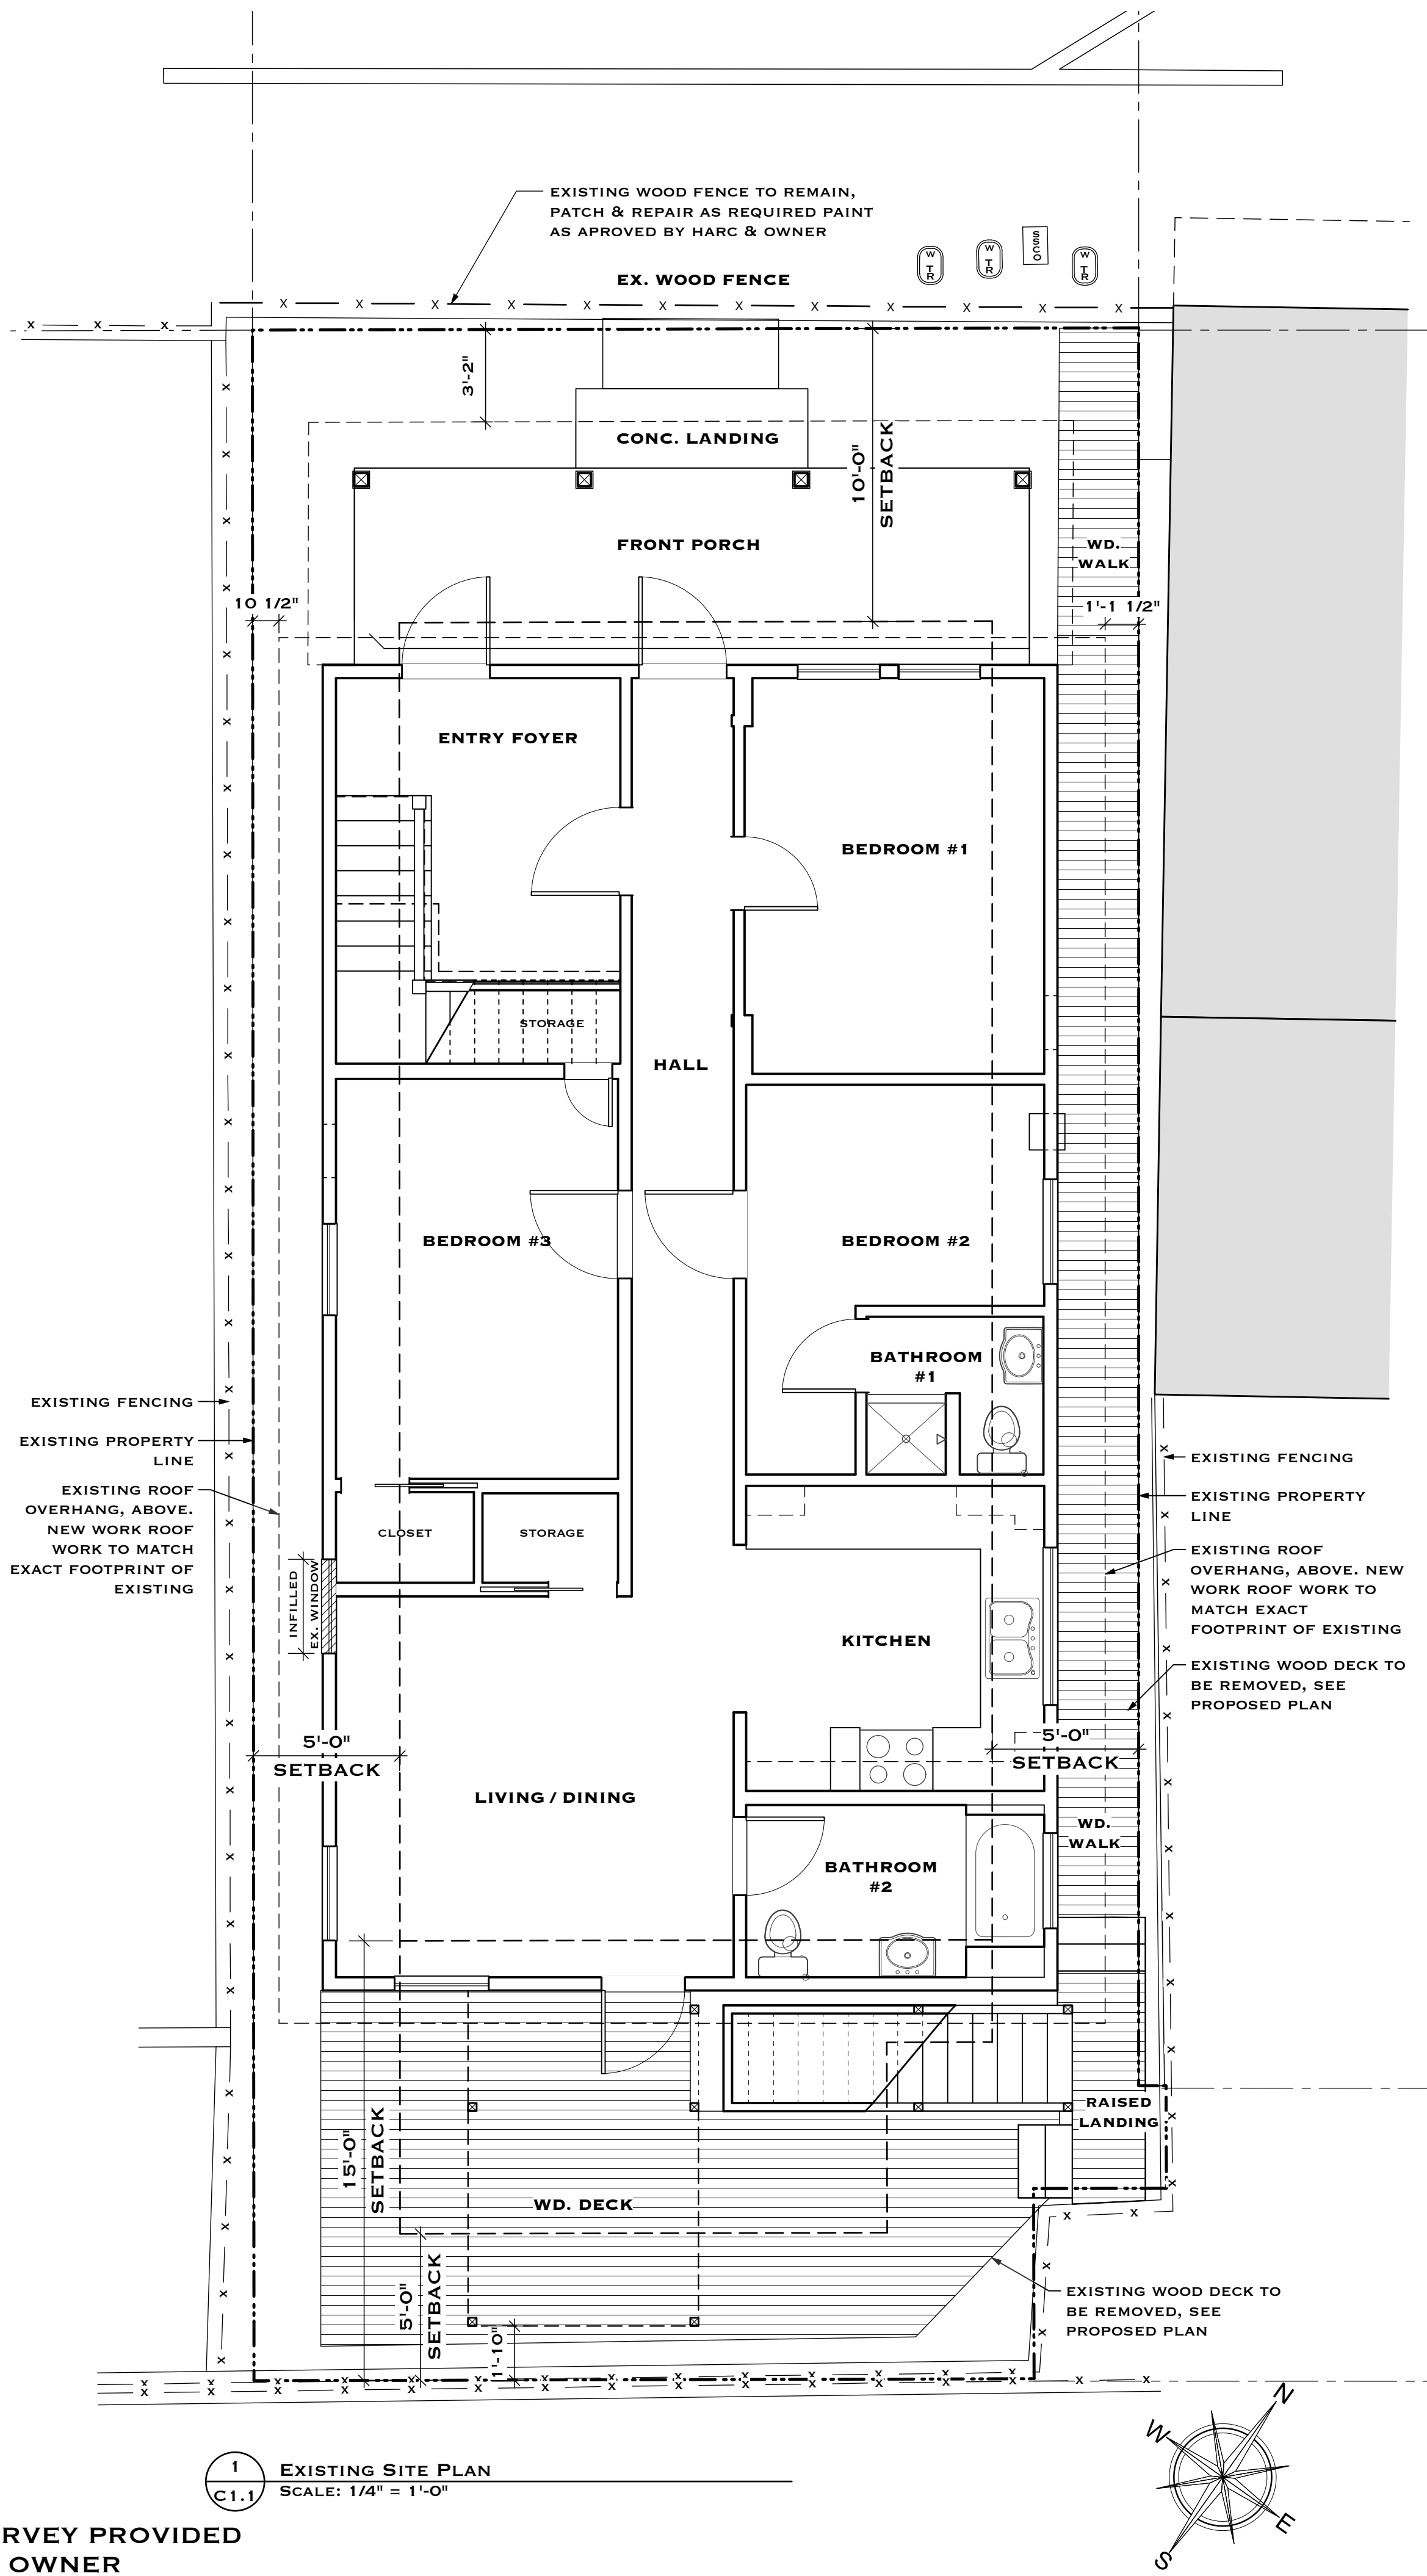 EXISTING WOOD FENCE TO REMAIN,
PATCH & REPAIR AS REQUIRED PAINT
AS APROVED BY HARC & OWNER
EX. WOOD FENCE
W TR
W TR
SSCO
W TR
3'-2"
CONC. LANDING
10'-0"
SETBACK
FRONT PORCH
WD.
WALK
10 1/2"
1'-1 1/2"
ENTRY FOYER
BEDROOM #1
STORAGE
HALL
BEDROOM #3
BEDROOM #2
BATHROOM
#1
EXISTING FENCING
EXISTING PROPERTY
LINE
EXISTING ROOF
OVERHANG, ABOVE.
NEW WORK ROOF
WORK TO MATCH
EXACT FOOTPRINT OF
EXISTING
EXISTING FENCING
EXISTING PROPERTY
LINE
EXISTING ROOF
OVERHANG, ABOVE. NEW
WORK ROOF WORK TO
MATCH EXACT
FOOTPRINT OF EXISTING
EXISTING WOOD DECK TO
BE REMOVED, SEE
PROPOSED PLAN
CLOSET
STORAGE
INFILLED
EX. WINDOW
KITCHEN
5'-0"
SETBACK
5'-0"
SETBACK
LIVING / DINING
WD.
WALK
BATHROOM
#2
RAISED
LANDING
15'-0"
SETBACK
WD. DECK
5'-0"
SETBACK
1'-10"
EXISTING WOOD DECK TO
BE REMOVED, SEE
PROPOSED PLAN
N
W
E
S
1
C1.1
EXISTING SITE PLAN
SCALE: 1/4" = 1'-0"
RVEY PROVIDED
OWNER